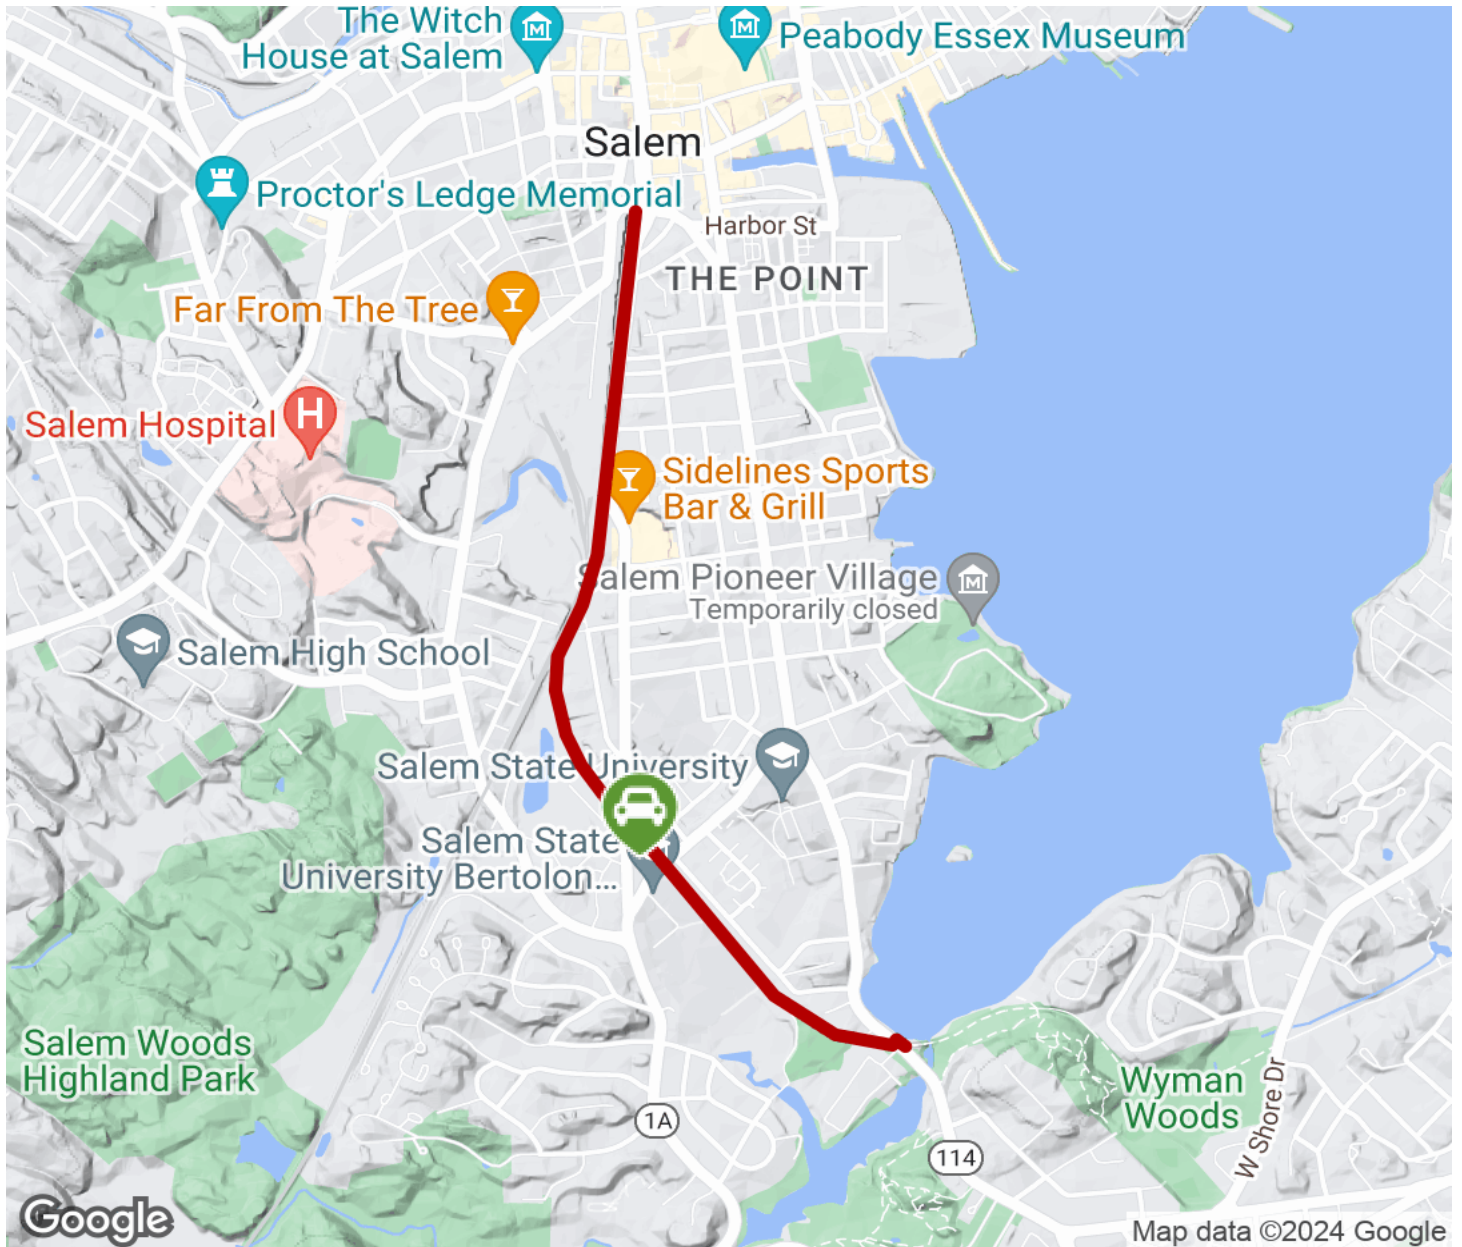 The Witch
House at Salem
Peabody Essex Museum
Salem
Proctor's Ledge Memorial
Harbor St
THE POINT
Far From The Tree
Salem Hospital
H
Sidelines Sports
Bar & Grill
Salem Pioneer Village
Temporarily closed
Salem High School
Salem State University
Salem State
University Bertolon...
Salem Woods
Highland Park
Wyman
Woods
W Shore Dr
1A
114
Google
Map data ©2024 Google